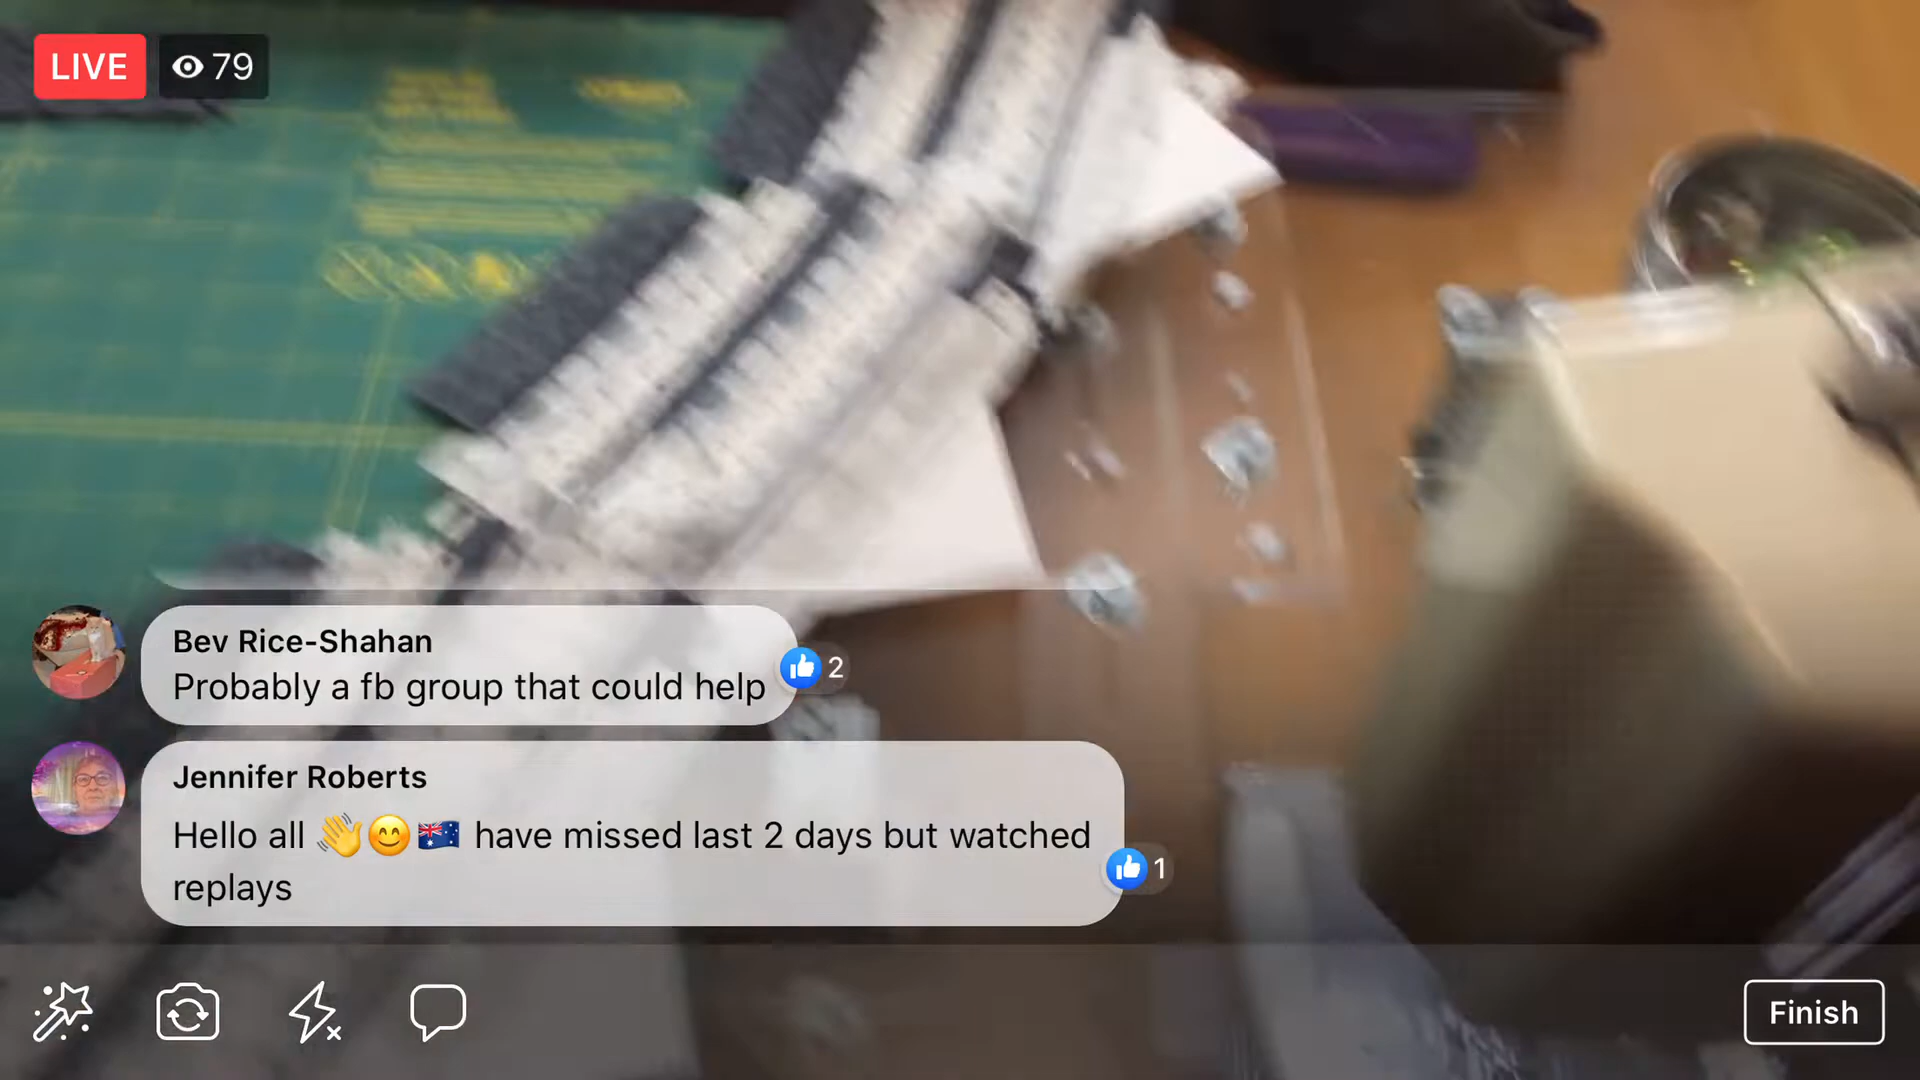 LIVE
79
Bev Rice-Shahan
Probably a fb group that could help
2
Jennifer Roberts
Hello all 👋😊🇦🇺 have missed last 2 days but watched
replays
1
Finish